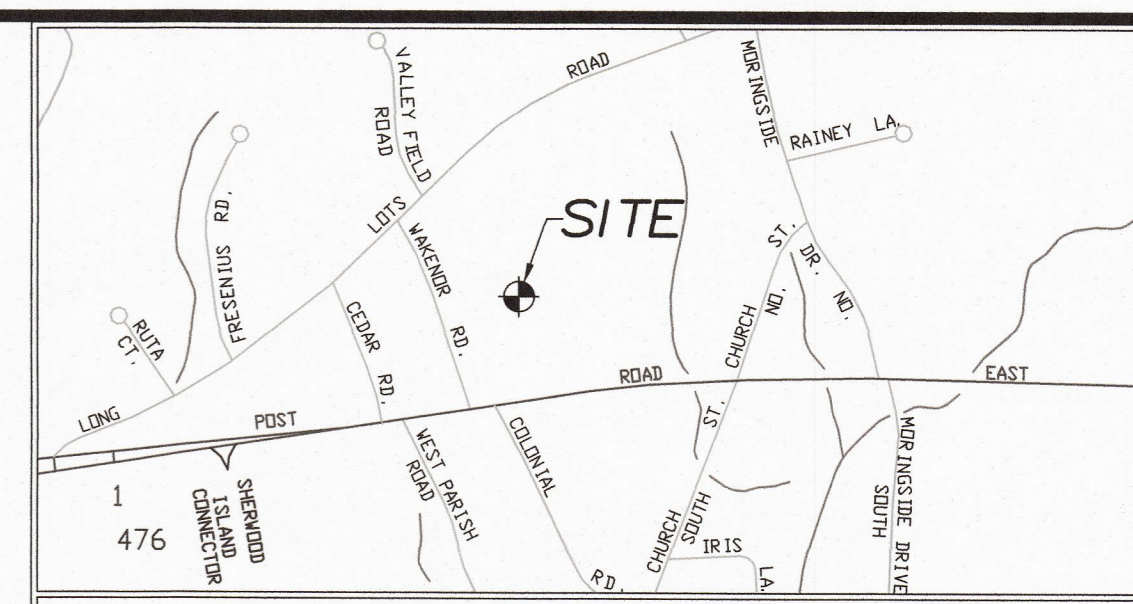 VALLEY FIELD
ROAD
ROAD
MORINGSIDE
DR. NO.
RAINEY LA.
LOTS
SITE
FRESENIUS RD.
WAKENOR RD.
CHURCH ST.
NO.
RUTA
CT.
CEDAR RD.
LONG
POST
ROAD
EAST
CHURCH ST.
SOUTH
WEST PARISH
ROAD
COLONIAL RD.
MORINGSIDE DRIVE
SOUTH
1
476
SHERWOOD
ISLAND
CONNECTOR
IRIS
LA.